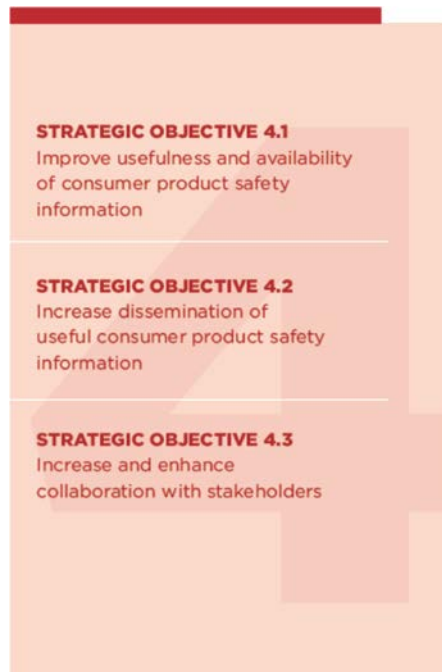 STRATEGIC OBJECTIVE 4.1
Improve usefulness and availability
of consumer product safety
information
STRATEGIC OBJECTIVE 4.2
Increase dissemination of
useful consumer product safety
information
STRATEGIC OBJECTIVE 4.3
Increase and enhance
collaboration with stakeholders
4